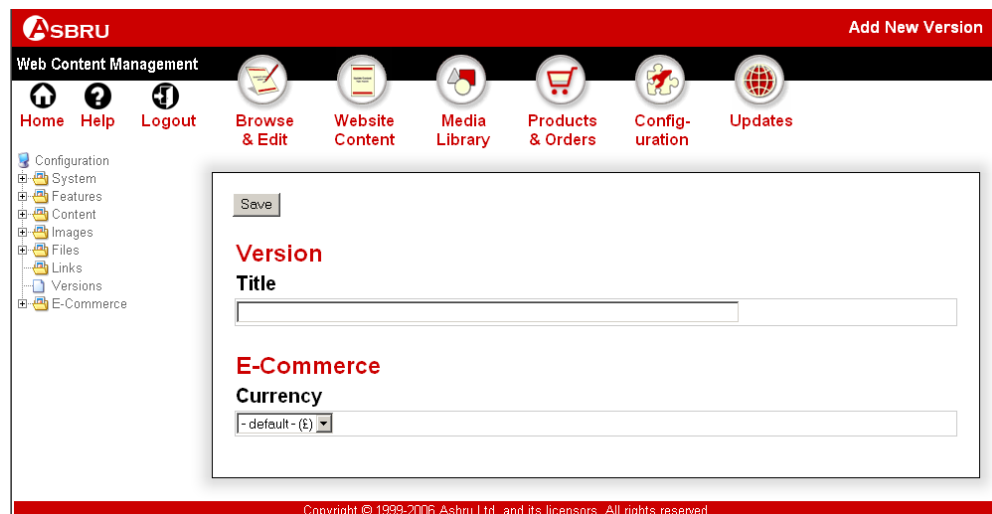 ASBRU
Add New Version
Web Content Management
Home
Help
Logout
Browse
& Edit
Website
Content
Media
Library
Products
& Orders
Config-
uration
Updates
Configuration
System
Features
Content
Images
Files
Links
Versions
E-Commerce
Save
Version
Title
E-Commerce
Currency
- default - (£)
Copyright © 1999-2006 Asbru Ltd. and its licensors. All rights reserved.